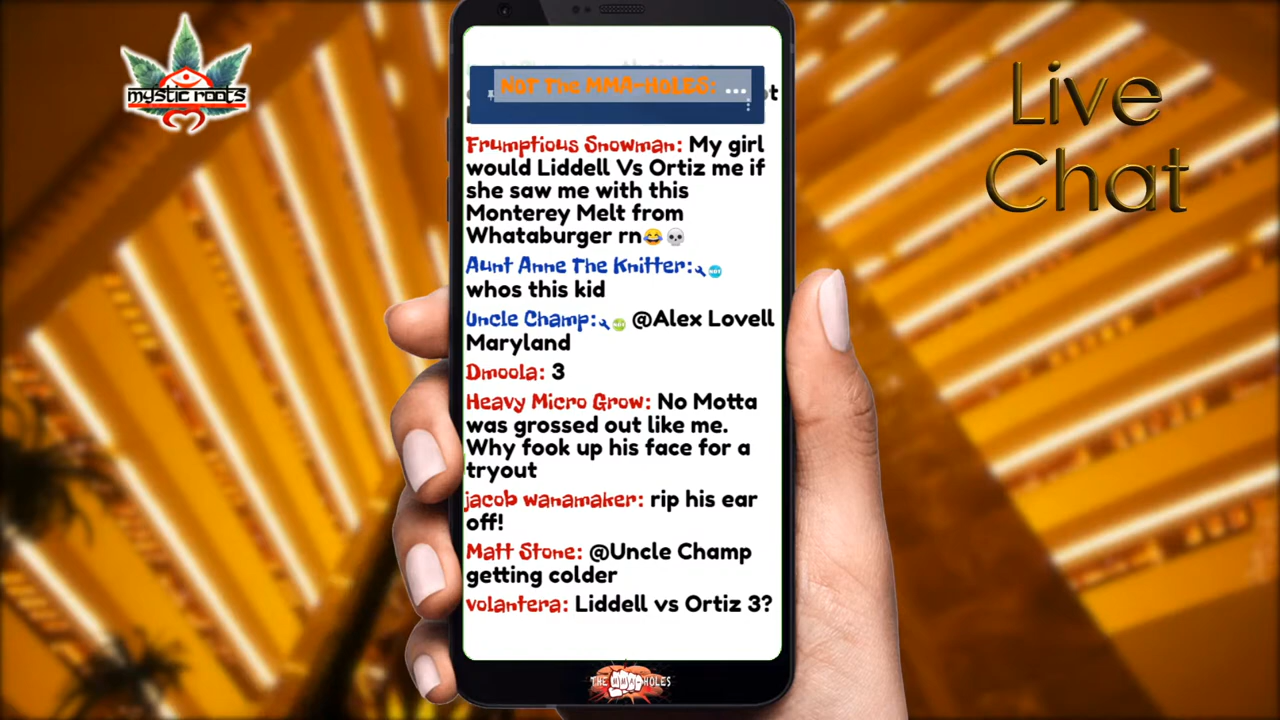 mystic roots
Live
Chat
NOT The MMA-HOLES: ...
Frumptious Snowman: My girl
would Liddell Vs Ortiz me if
she saw me with this
Monterey Melt from
Whataburger rn😂💀
Aunt Anne The Knitter:
whos this kid
Uncle Champ: @Alex Lovell
Maryland
Dmoola: 3
Heavy Micro Grow: No Motta
was grossed out like me.
Why fook up his face for a
tryout
jacob wanamaker: rip his ear
off!
Matt Stone: @Uncle Champ
getting colder
volantera: Liddell vs Ortiz 3?
THE MMA-HOLES